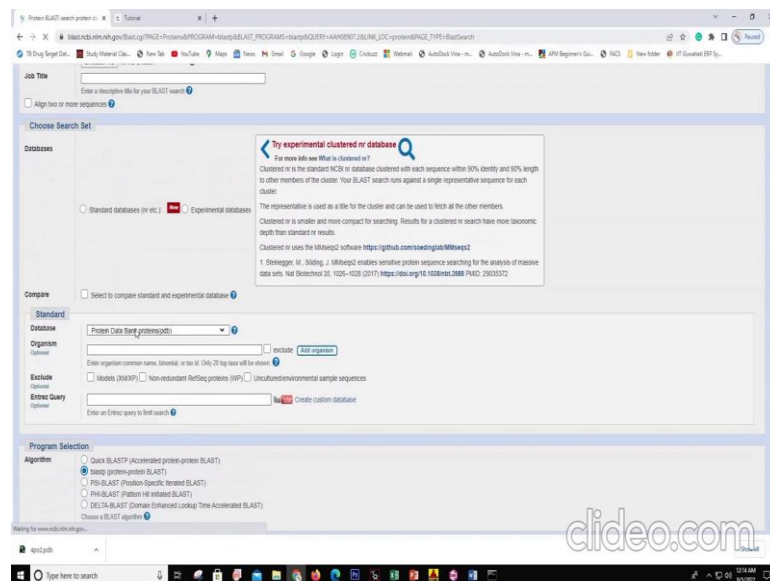 Protein BLAST: search protein d
Tutorial
blast.ncbi.nlm.nih.gov/Blast.cgi?PAGE=Proteins&PROGRAM=blastp&BLAST_PROGRAMS=blastp&QUERY=AAH00907.2&LINK_LOC=protein&PAGE_TYPE=BlastSearch
Paused
TB Drug Target Dat... Study Material Clas... New Tab YouTube Maps News M Gmail Google Login Cricbuzz Webmail AutoDock Vina - m... AutoDock Vina - m... AFM Beginner's Gui... FACS New folder IIT Guwahati ERP Sy...
Job Title
Enter a descriptive title for your BLAST search
Align two or more sequences
Choose Search Set
Databases
Standard databases (nr etc.): New Experimental databases
Try experimental clustered nr database
For more info see What is clustered nr?
Clustered nr is the standard NCBI nr database clustered with each sequence within 90% identity and 90% length
to other members of the cluster. Your BLAST search runs against a single representative sequence for each
cluster.
The representative is used as a title for the cluster and can be used to fetch all the other members.
Clustered nr is smaller and more compact for searching. Results for a clustered nr search have more taxonomic
depth than standard nr results.
Clustered nr uses the MMseqs2 software https://github.com/soedinglab/MMseqs2
1. Steinegger, M., Söding, J. MMseqs2 enables sensitive protein sequence searching for the analysis of massive
data sets. Nat Biotechnol 35, 1026–1028 (2017) https://doi.org/10.1038/nbt.3988 PMID: 29035372
Compare Select to compare standard and experimental database
Standard
Database Protein Data Bank proteins(pdb)
Organism
Optional
exclude Add organism
Enter organism common name, binomial, or tax id. Only 20 top taxa will be shown.
Exclude
Optional
Models (XM/XP) Non-redundant RefSeq proteins (WP) Uncultured/environmental sample sequences
Entrez Query
Optional
Create custom database
Enter an Entrez query to limit search
Program Selection
Algorithm
Quick BLASTP (Accelerated protein-protein BLAST)
blastp (protein-protein BLAST)
PSI-BLAST (Position-Specific Iterated BLAST)
PHI-BLAST (Pattern Hit Initiated BLAST)
DELTA-BLAST (Domain Enhanced Lookup Time Accelerated BLAST)
Choose a BLAST algorithm
Waiting for www.ncbi.nlm.nih.gov...
clideo.com
4po2.pdb
Show all
Type here to search
12:14 AM